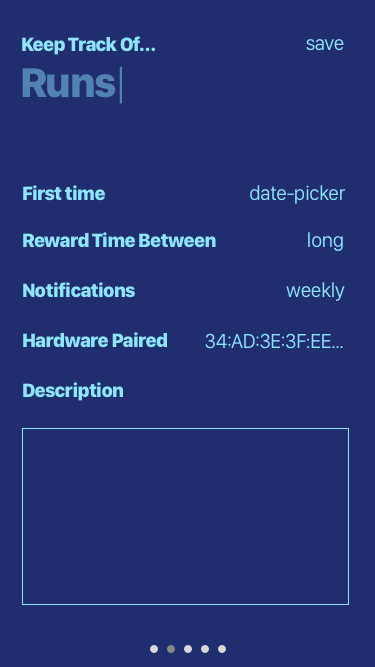 Keep Track Of... save
Runs
First time date-picker
Reward Time Between long
Notifications weekly
Hardware Paired 34:AD:3E:3F:EE...
Description